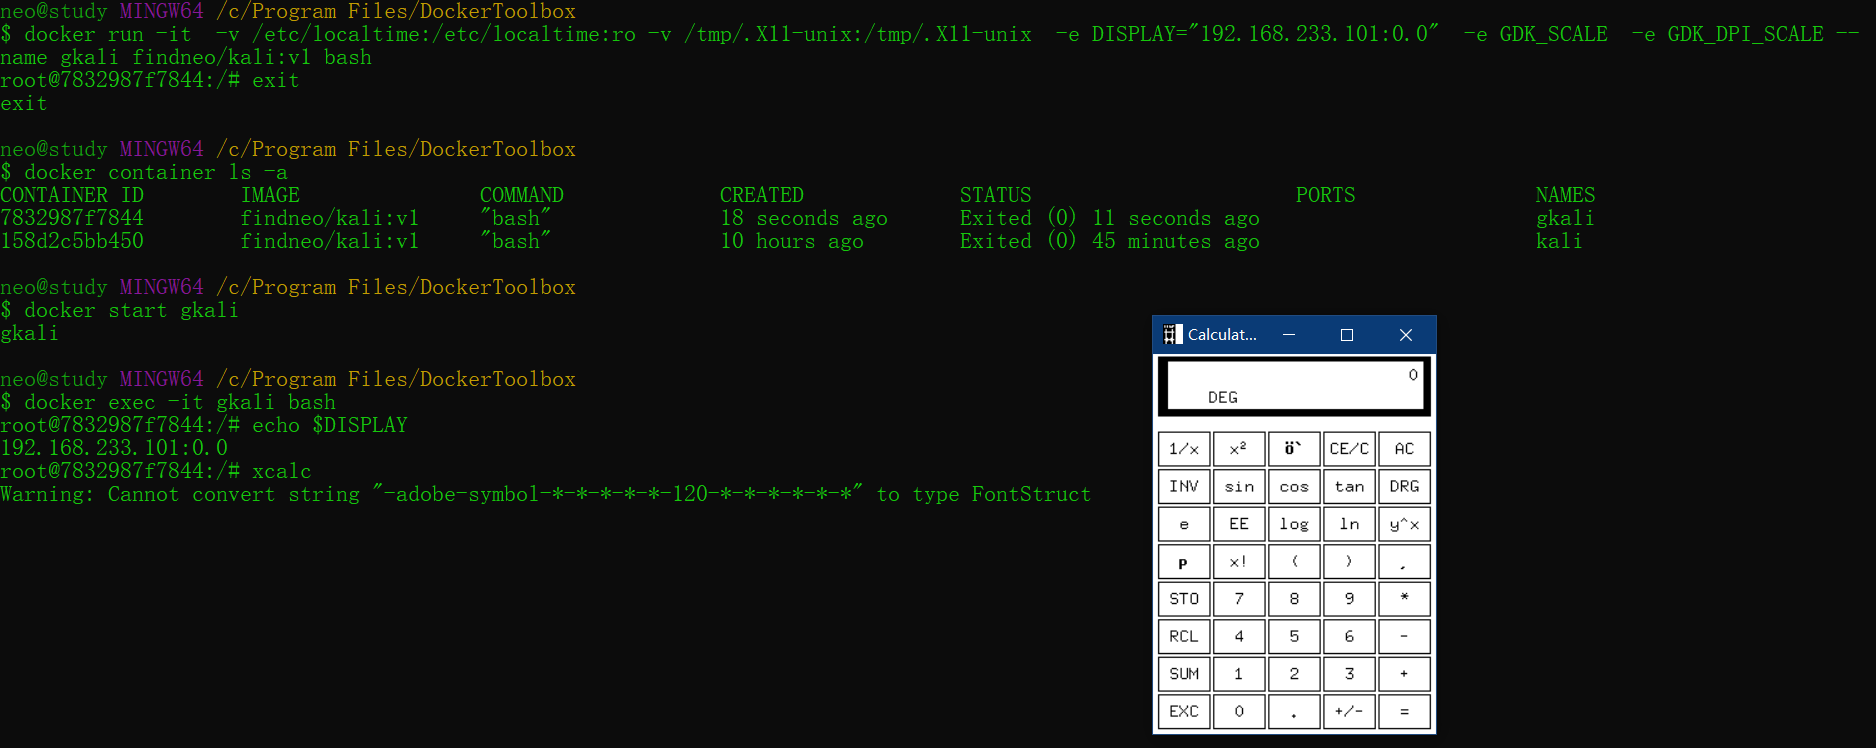 neo@study MINGW64 /c/Program Files/DockerToolbox
$ docker run -it  -v /etc/localtime:/etc/localtime:ro -v /tmp/.X11-unix:/tmp/.X11-unix  -e DISPLAY="192.168.233.101:0.0"  -e GDK_SCALE  -e GDK_DPI_SCALE --
name gkali findneo/kali:v1 bash
root@7832987f7844:/# exit
exit
neo@study MINGW64 /c/Program Files/DockerToolbox
$ docker container ls -a
CONTAINER ID        IMAGE               COMMAND             CREATED             STATUS                      PORTS               NAMES
7832987f7844        findneo/kali:v1     "bash"              18 seconds ago      Exited (0) 11 seconds ago                       gkali
158d2c5bb450        findneo/kali:v1     "bash"              10 hours ago        Exited (0) 45 minutes ago                       kali
neo@study MINGW64 /c/Program Files/DockerToolbox
$ docker start gkali
gkali
neo@study MINGW64 /c/Program Files/DockerToolbox
$ docker exec -it gkali bash
root@7832987f7844:/# echo $DISPLAY
192.168.233.101:0.0
root@7832987f7844:/# xcalc
Warning: Cannot convert string "-adobe-symbol-*-*-*-*-*-120-*-*-*-*-*-*" to type FontStruct
Calculat...
0
DEG
1/x x² Ö` CE/C AC
INV sin cos tan DRG
e EE log ln y^x
p x! ( ) ,
STO 7 8 9 *
RCL 4 5 6 -
SUM 1 2 3 +
EXC 0 . +/- =